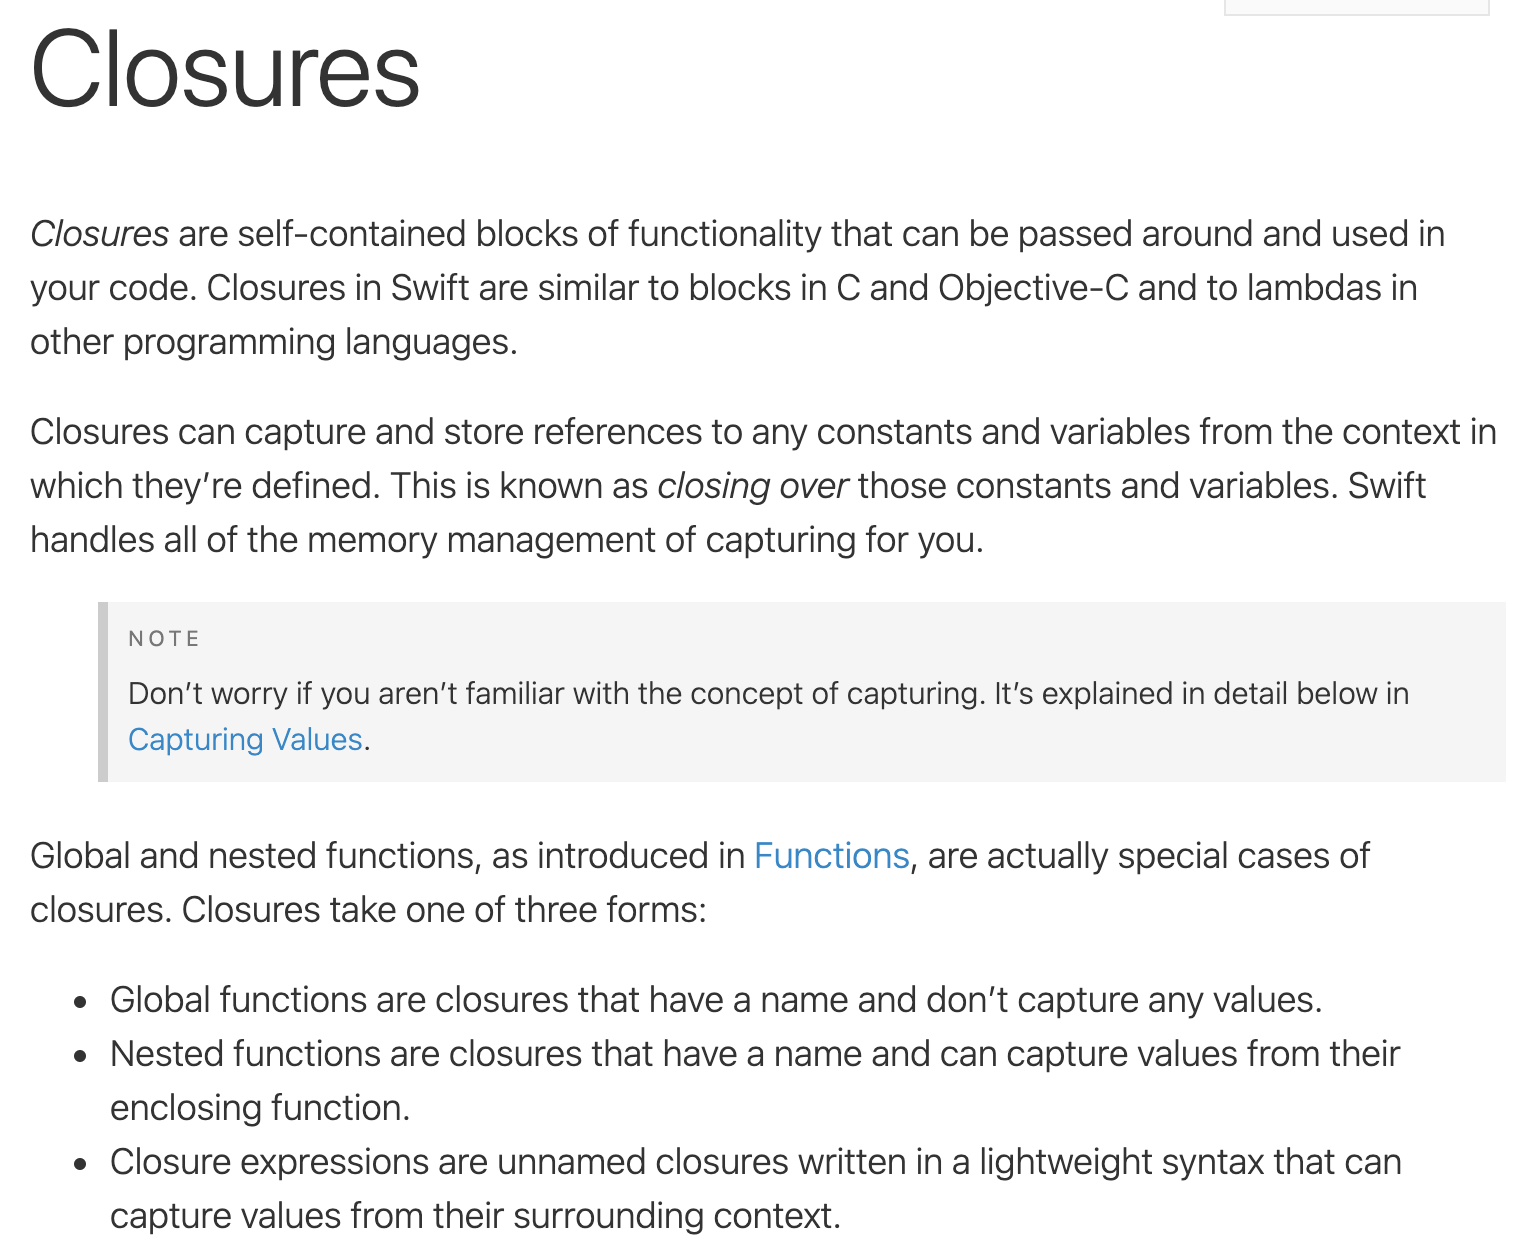 Closures
Closures are self-contained blocks of functionality that can be passed around and used in
your code. Closures in Swift are similar to blocks in C and Objective-C and to lambdas in
other programming languages.
Closures can capture and store references to any constants and variables from the context in
which they’re defined. This is known as closing over those constants and variables. Swift
handles all of the memory management of capturing for you.
NOTE
Don’t worry if you aren’t familiar with the concept of capturing. It’s explained in detail below in
Capturing Values.
Global and nested functions, as introduced in Functions, are actually special cases of
closures. Closures take one of three forms:
• Global functions are closures that have a name and don’t capture any values.
• Nested functions are closures that have a name and can capture values from their
enclosing function.
• Closure expressions are unnamed closures written in a lightweight syntax that can
capture values from their surrounding context.